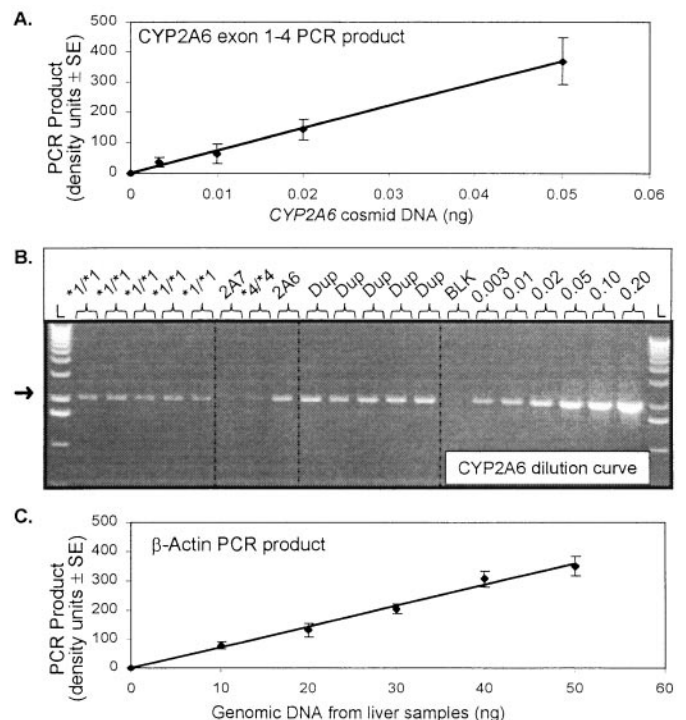 A.
CYP2A6 exon 1-4 PCR product
PCR Product
(density units ± SE)
500
400
300
200
100
0
0 0.01 0.02 0.03 0.04 0.05 0.06
CYP2A6 cosmid DNA (ng)
B.
L *1/*1 *1/*1 *1/*1 *1/*1 *1/*1 2A7 *4/*4 2A6 Dup Dup Dup Dup Dup BLK 0.003 0.01 0.02 0.05 0.10 0.20 L
CYP2A6 dilution curve
C.
β-Actin PCR product
PCR Product
(density units ± SE)
500
400
300
200
100
0
0 10 20 30 40 50 60
Genomic DNA from liver samples (ng)